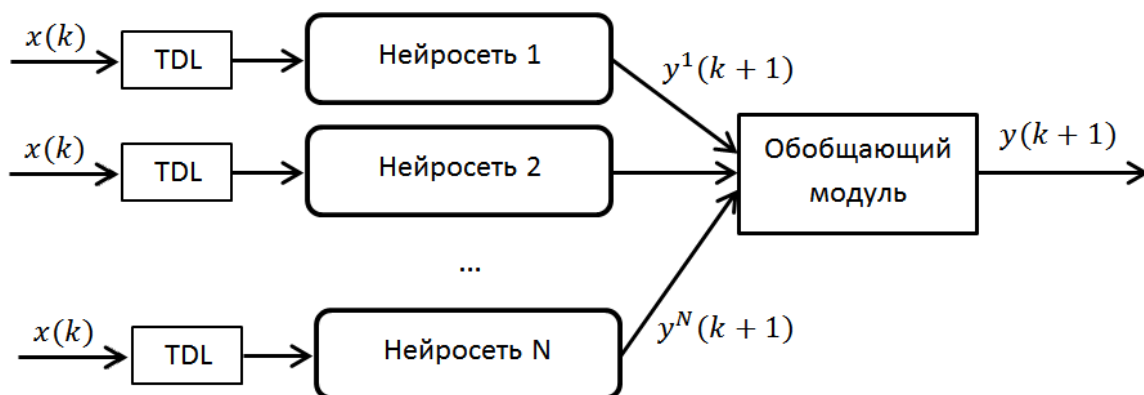 x(k)
TDL
Нейросеть 1
y¹(k + 1)
x(k)
TDL
Нейросеть 2
Обобщающий
модуль
y(k + 1)
...
x(k)
TDL
Нейросеть N
yᴺ(k + 1)